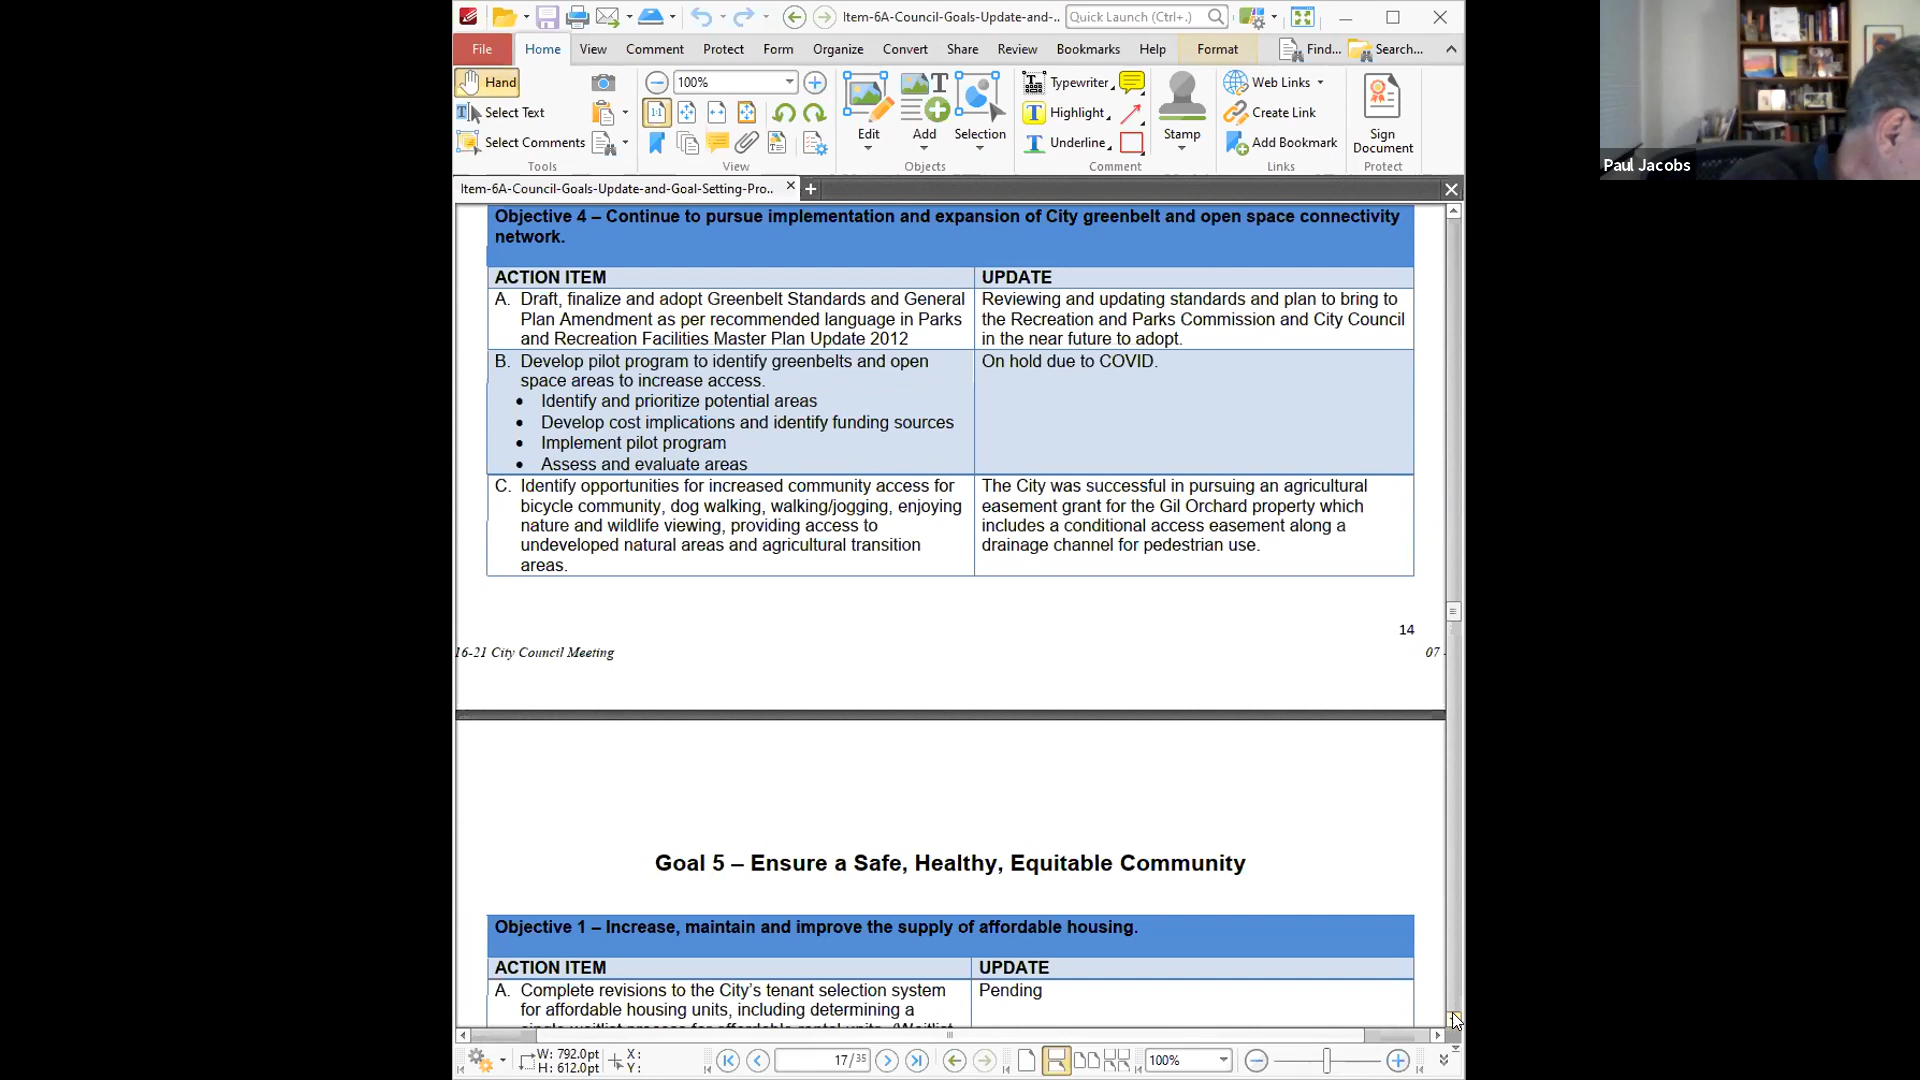 Item-6A-Council-Goals-Update-and-..
Quick Launch (Ctrl+.)
File Home View Comment Protect Form Organize Convert Share Review Bookmarks Help Format Find... Search...
Hand
Select Text
Select Comments
Tools
100%
1:1
View
Edit
Add
Selection
Objects
Typewriter
Highlight
Underline
Stamp
Comment
Web Links
Create Link
Add Bookmark
Links
Sign
Document
Protect
Paul Jacobs
Item-6A-Council-Goals-Update-and-Goal-Setting-Pro..
Objective 4 – Continue to pursue implementation and expansion of City greenbelt and open space connectivity
network.
ACTION ITEM UPDATE
A. Draft, finalize and adopt Greenbelt Standards and General
Plan Amendment as per recommended language in Parks
and Recreation Facilities Master Plan Update 2012
Reviewing and updating standards and plan to bring to
the Recreation and Parks Commission and City Council
in the near future to adopt.
B. Develop pilot program to identify greenbelts and open
space areas to increase access.
• Identify and prioritize potential areas
• Develop cost implications and identify funding sources
• Implement pilot program
• Assess and evaluate areas
On hold due to COVID.
C. Identify opportunities for increased community access for
bicycle community, dog walking, walking/jogging, enjoying
nature and wildlife viewing, providing access to
undeveloped natural areas and agricultural transition
areas.
The City was successful in pursuing an agricultural
easement grant for the Gil Orchard property which
includes a conditional access easement along a
drainage channel for pedestrian use.
14
16-21 City Council Meeting 07 -
Goal 5 – Ensure a Safe, Healthy, Equitable Community
Objective 1 – Increase, maintain and improve the supply of affordable housing.
ACTION ITEM UPDATE
A. Complete revisions to the City's tenant selection system
for affordable housing units, including determining a
single waitlist process for affordable rental units. (Waitlist
Pending
W: 792.0pt
H: 612.0pt
X:
Y:
17/35
100%